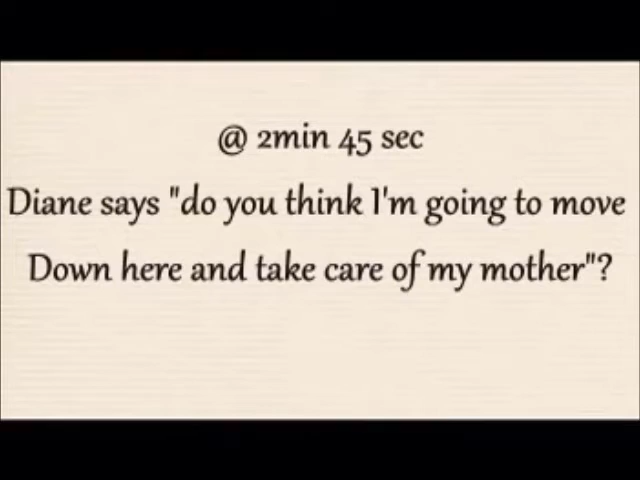 @ 2min 45 sec
Diane says "do you think I'm going to move
Down here and take care of my mother"?